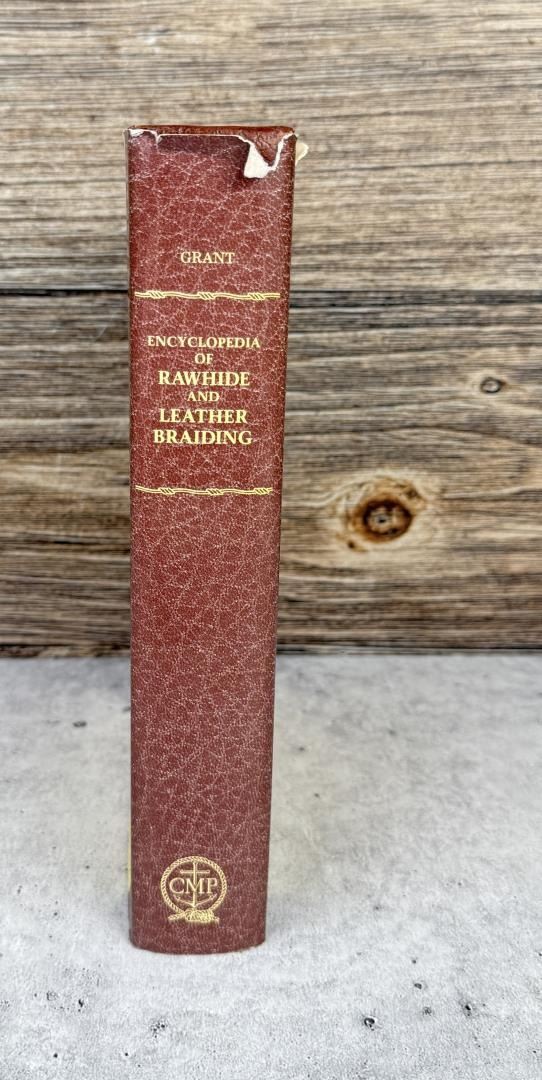 GRANT
ENCYCLOPEDIA
OF
RAWHIDE
AND
LEATHER
BRAIDING
CMP